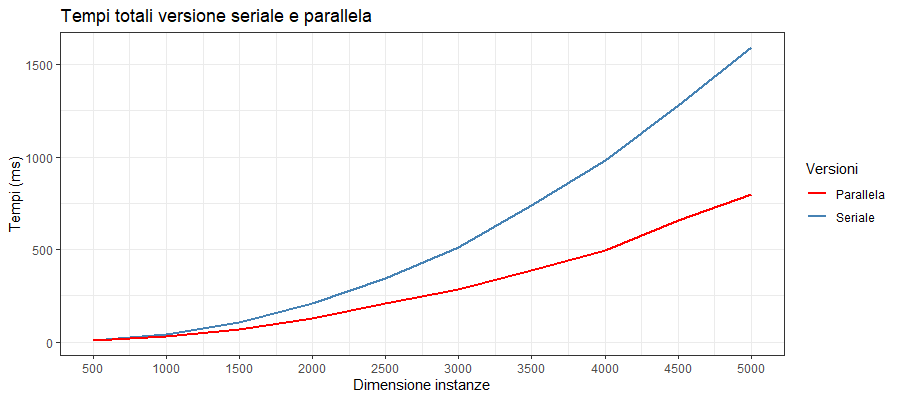 Tempi totali versione seriale e parallela
Tempi (ms)
1500
1000
500
0
500 1000 1500 2000 2500 3000 3500 4000 4500 5000
Dimensione instanze
Versioni
Parallela
Seriale